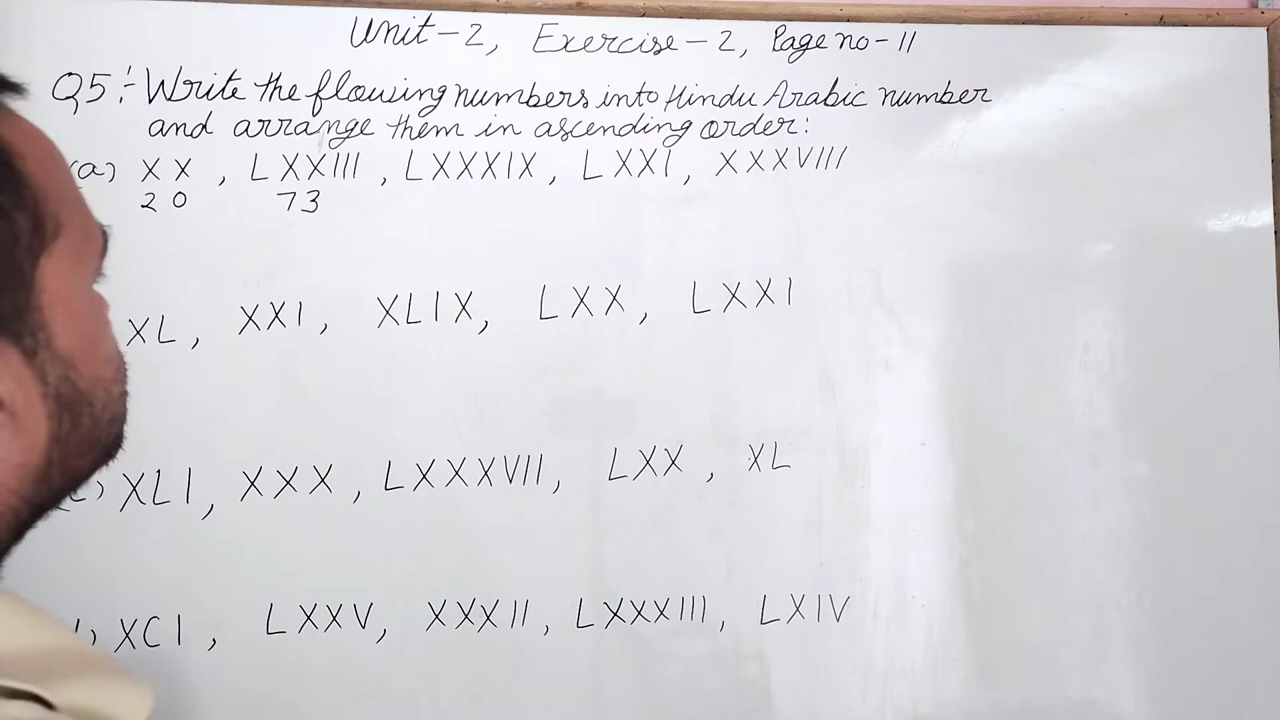 Unit-2, Exercise-2, Page no-11
Q5:- Write the flousing numbers into Hindu Arabic number
and arrange them in ascending order:
(a) XX, LXXIII, LXXXIX, LXXI, XXXVIII
20 73
XL, XXI, XLIX, LXX, LXXI
c) XLI, XXX, LXXXVII, LXX, XL
) XCI, LXXV, XXXII, LXXXIII, LXIV